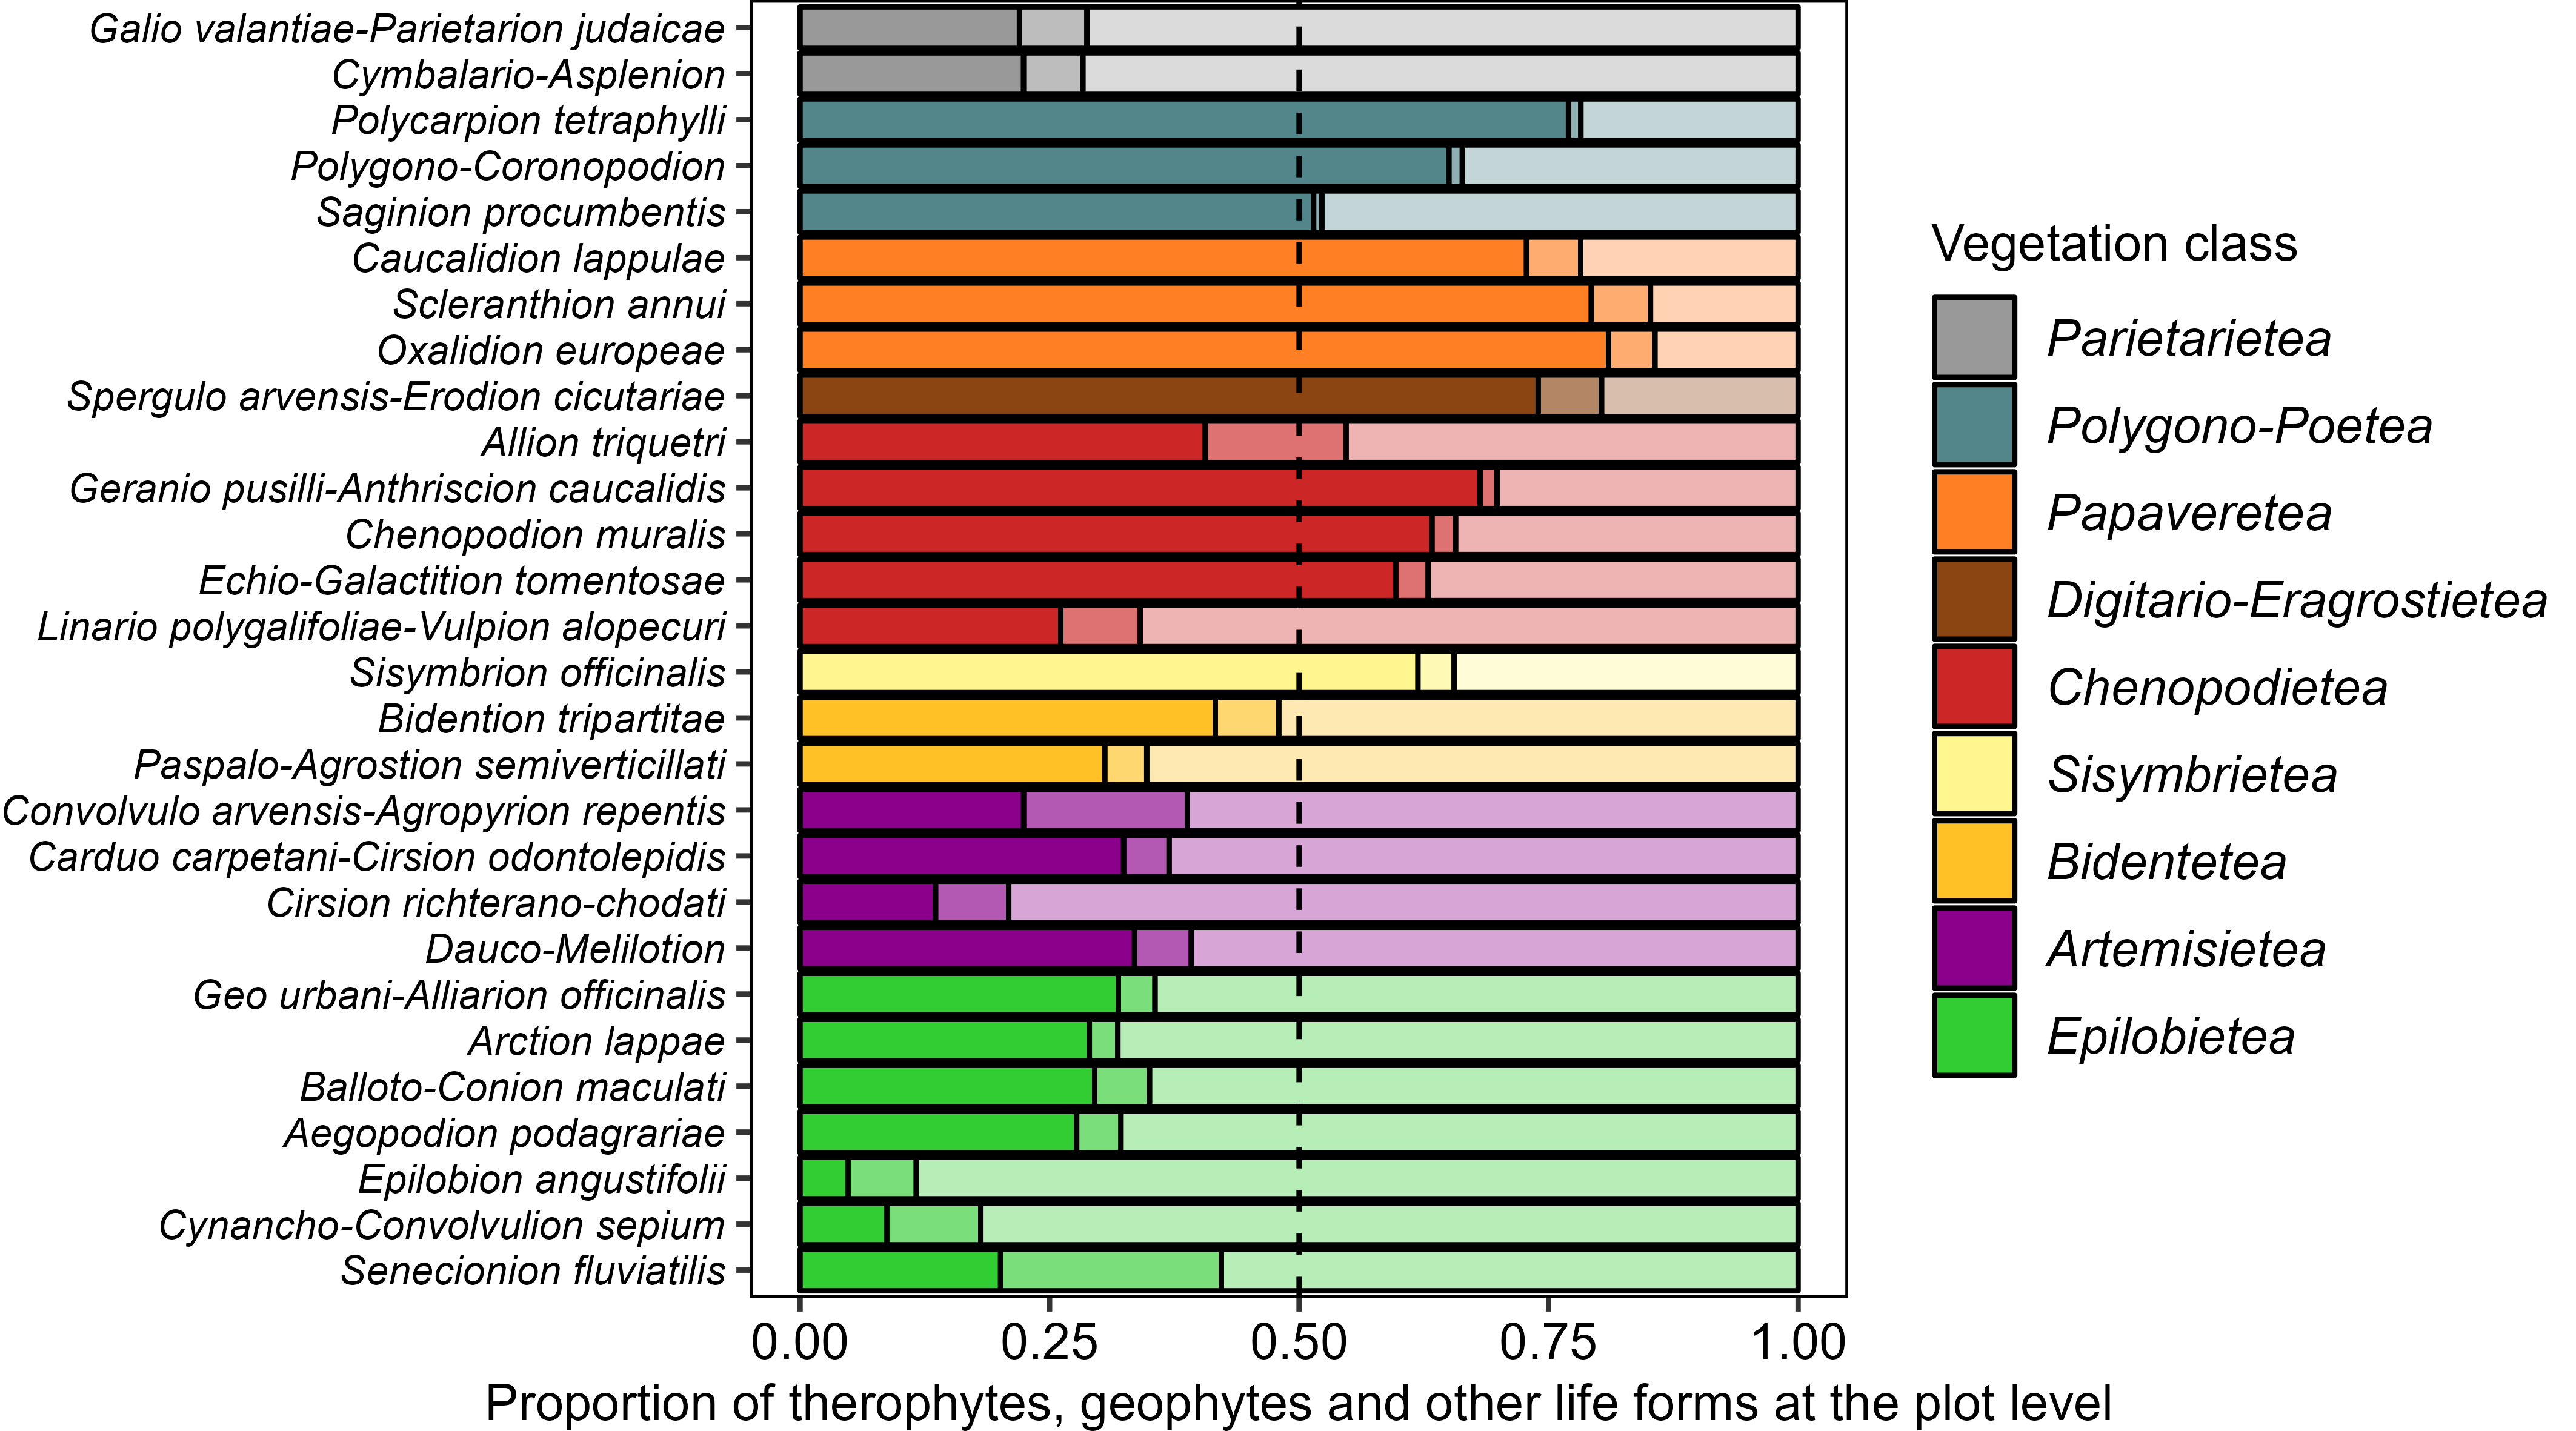 Galio valantiae-Parietarion judaicae
Cymbalario-Asplenion
Polycarpion tetraphylli
Polygono-Coronopodion
Saginion procumbentis
Caucalidion lappulae
Scleranthion annui
Oxalidion europeae
Spergulo arvensis-Erodion cicutariae
Allion triquetri
Geranio pusilli-Anthriscion caucalidis
Chenopodion muralis
Echio-Galactition tomentosae
Linario polygalifoliae-Vulpion alopecuri
Sisymbrion officinalis
Bidention tripartitae
Paspalo-Agrostion semiverticillati
Convolvulo arvensis-Agropyrion repentis
Carduo carpetani-Cirsion odontolepidis
Cirsion richterano-chodati
Dauco-Melilotion
Geo urbani-Alliarion officinalis
Arction lappae
Balloto-Conion maculati
Aegopodion podagrariae
Epilobion angustifolii
Cynancho-Convolvulion sepium
Senecionion fluviatilis
0.00 0.25 0.50 0.75 1.00
Proportion of therophytes, geophytes and other life forms at the plot level
Vegetation class
Parietarietea
Polygono-Poetea
Papaveretea
Digitario-Eragrostietea
Chenopodietea
Sisymbrietea
Bidentetea
Artemisietea
Epilobietea